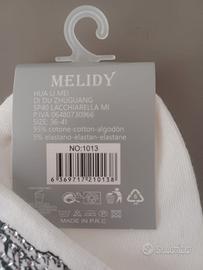 MELIDY
HUA LI MEI
DI DU ZHUGUANG
SP40 LACCHIARELLA MI
P.IVA 06480730966
SIZE: 36-41
95% cotone-cotton-algodón
5% elastano-elastan-elastane
NO:1013
6 369717 210138
MADE IN P.R.C
subito